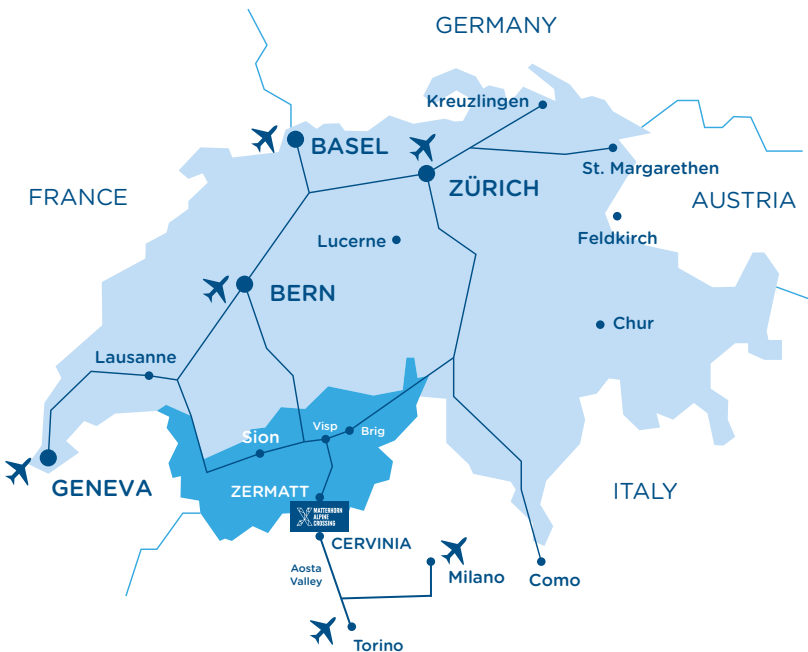 GERMANY
Kreuzlingen
BASEL
St. Margarethen
ZÜRICH
FRANCE
AUSTRIA
Lucerne
Feldkirch
BERN
Chur
Lausanne
Visp
Brig
Sion
GENEVA
ZERMATT
ITALY
MATTERHORN
ALPINE
CROSSING
CERVINIA
Aosta
Valley
Milano
Como
Torino